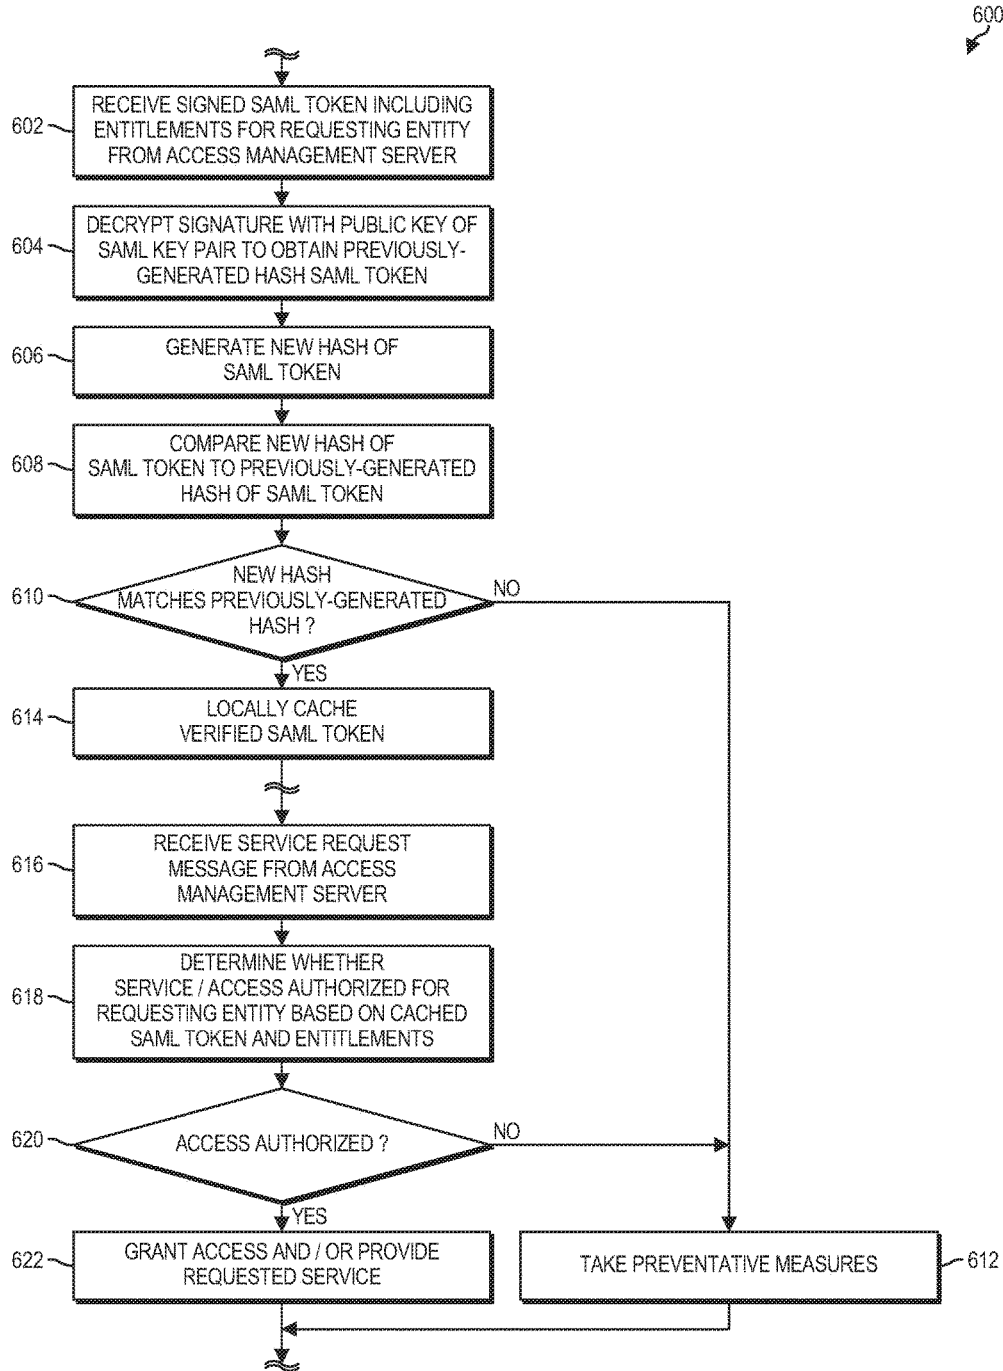 600
602
RECEIVE SIGNED SAML TOKEN INCLUDING
ENTITLEMENTS FOR REQUESTING ENTITY
FROM ACCESS MANAGEMENT SERVER
604
DECRYPT SIGNATURE WITH PUBLIC KEY OF
SAML KEY PAIR TO OBTAIN PREVIOUSLY-
GENERATED HASH SAML TOKEN
606
GENERATE NEW HASH OF
SAML TOKEN
608
COMPARE NEW HASH OF
SAML TOKEN TO PREVIOUSLY-GENERATED
HASH OF SAML TOKEN
610
NEW HASH
MATCHES PREVIOUSLY-GENERATED
HASH ?
NO
YES
614
LOCALLY CACHE
VERIFIED SAML TOKEN
616
RECEIVE SERVICE REQUEST
MESSAGE FROM ACCESS
MANAGEMENT SERVER
618
DETERMINE WHETHER
SERVICE / ACCESS AUTHORIZED FOR
REQUESTING ENTITY BASED ON CACHED
SAML TOKEN AND ENTITLEMENTS
620
ACCESS AUTHORIZED ?
NO
YES
622
GRANT ACCESS AND / OR PROVIDE
REQUESTED SERVICE
TAKE PREVENTATIVE MEASURES
612